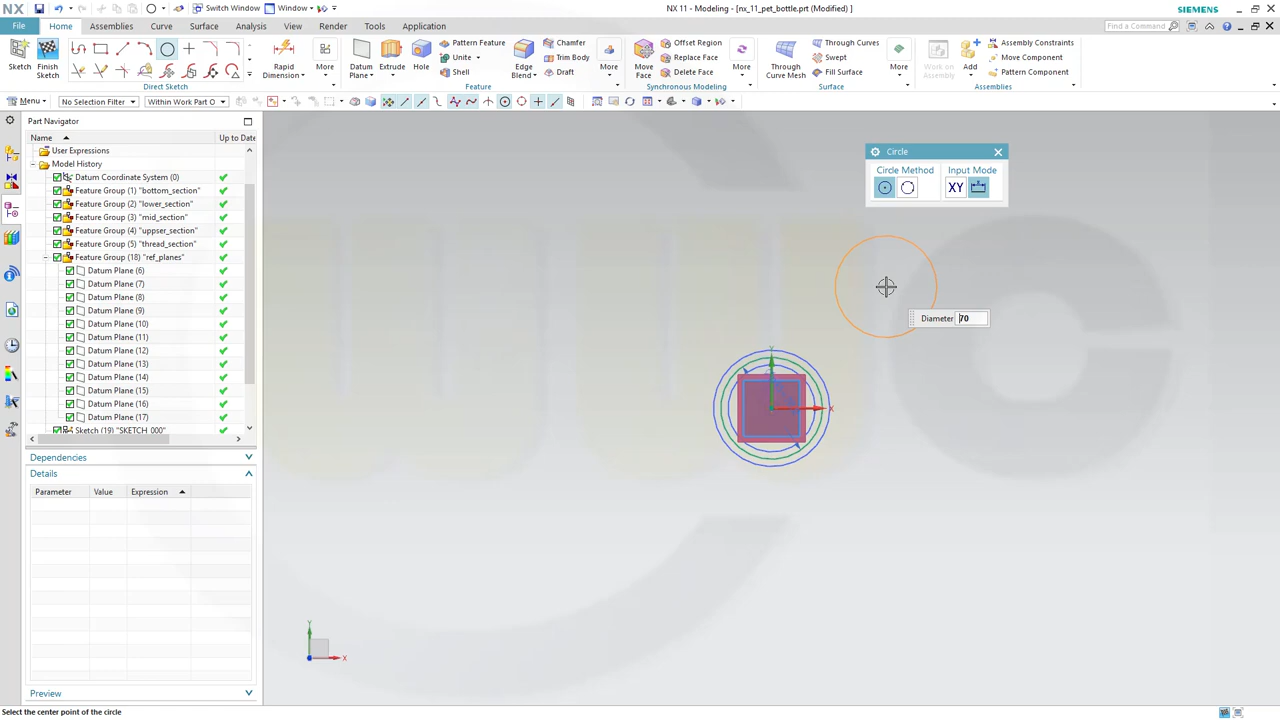 NX
Switch Window
Window
NX 11 - Modeling - [nx_11_pet_bottle.prt (Modified) ]
SIEMENS
File
Home
Assemblies
Curve
Surface
Analysis
View
Render
Tools
Application
Find a Command
Sketch
Finish Sketch
Rapid Dimension
More
Datum Plane
Extrude
Hole
Pattern Feature
Unite
Shell
Edge Blend
Chamfer
Trim Body
Draft
More
Move Face
Offset Region
Replace Face
Delete Face
More
Through Curve Mesh
Through Curves
Swept
Fill Surface
More
Work on Assembly
Add
Assembly Constraints
Move Component
Pattern Component
Direct Sketch
Feature
Synchronous Modeling
Surface
Assemblies
Menu
No Selection Filter
Within Work Part O
Part Navigator
Name
Up to Date
User Expressions
Model History
Datum Coordinate System (0)
Feature Group (1) "bottom_section"
Feature Group (2) "lower_section"
Feature Group (3) "mid_section"
Feature Group (4) "uppser_section"
Feature Group (5) "thread_section"
Feature Group (18) "ref_planes"
Datum Plane (6)
Datum Plane (7)
Datum Plane (8)
Datum Plane (9)
Datum Plane (10)
Datum Plane (11)
Datum Plane (12)
Datum Plane (13)
Datum Plane (14)
Datum Plane (15)
Datum Plane (16)
Datum Plane (17)
Sketch (19) "SKETCH_000"
Dependencies
Details
Parameter
Value
Expression
Preview
Select the center point of the circle
Circle
Circle Method
Input Mode
XY
Diameter
70
Y
X
Y
X